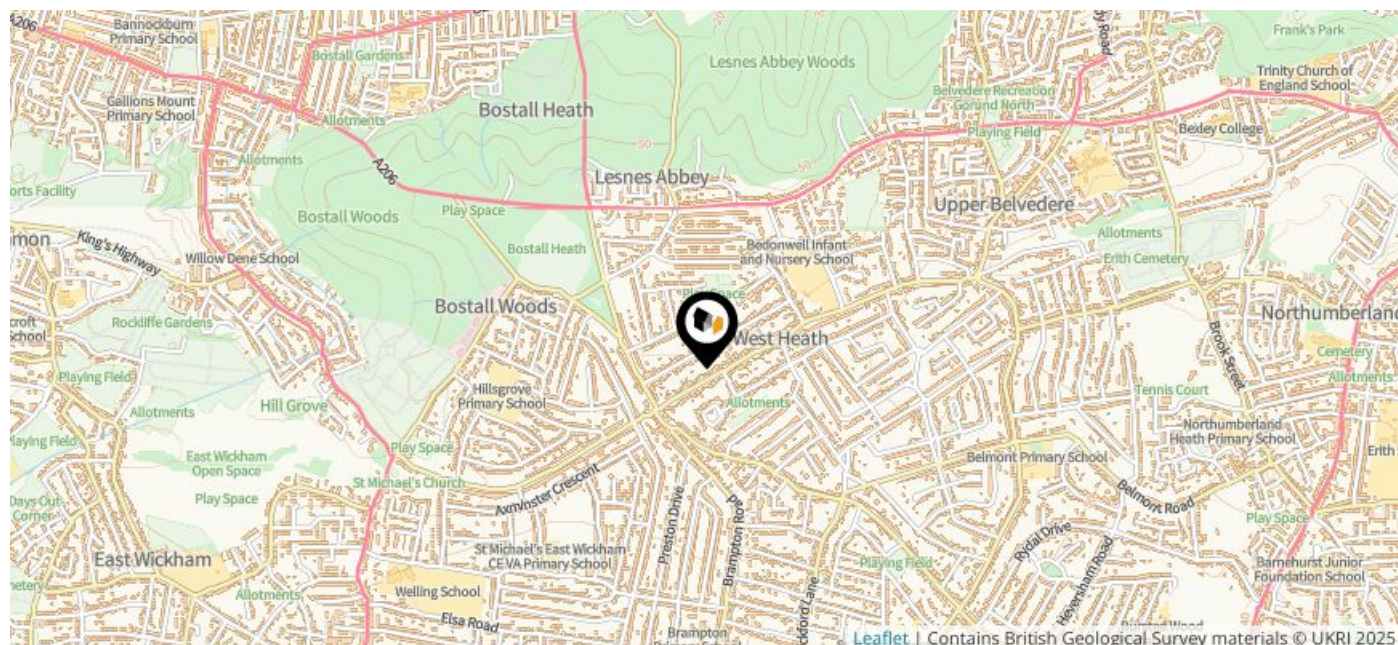 A206
Bannockburn
Primary School
Bostall Gardens
Gallions Mount
Primary School
Allotments
Allotments
A206
Bostall Heath
Lesnes Abbey Woods
Frank's Park
Trinity Church of
England School
Belvedere Recreation
Gorund North
Playing Field
Bexley College
Lesnes Abbey
Upper Belvedere
Bostall Woods
Play Space
Bostall Heath
King's Highway
Willow Dene School
Bedonwell Infant
and Nursery School
Allotments
Erith Cemetery
Play Space
Bostall Woods
Rockliffe Gardens
West Heath
Northumberland
Brook Street
Cemetery
Allotments
Playing Field
Allotments
Hill Grove
Hillsgrove
Primary School
Allotments
Tennis Court
Northumberland
Heath Primary School
Playing Field
East Wickham
Open Space
Play Space
St Michael's Church
Play Space
Axminster Crescent
Belmont Primary School
Belmont Road
Erith
Days Out
Corner
Play Space
East Wickham
Preston Drive
St Michael's East Wickham
CE VA Primary School
Playing Field
Rydal Drive
Heversham Road
Barnehurst Junior
Foundation School
Allotments
Welling School
Elsa Road
Brampton
Leaflet | Contains British Geological Survey materials © UKRI 2025